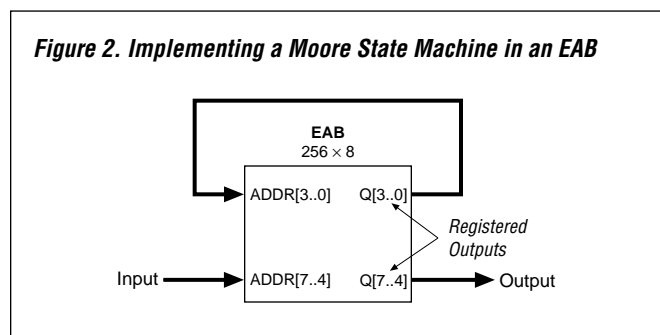 Figure 2. Implementing a Moore State Machine in an EAB
EAB
256 × 8
ADDR[3..0] Q[3..0]
Registered
Outputs
Input ADDR[7..4] Q[7..4] Output